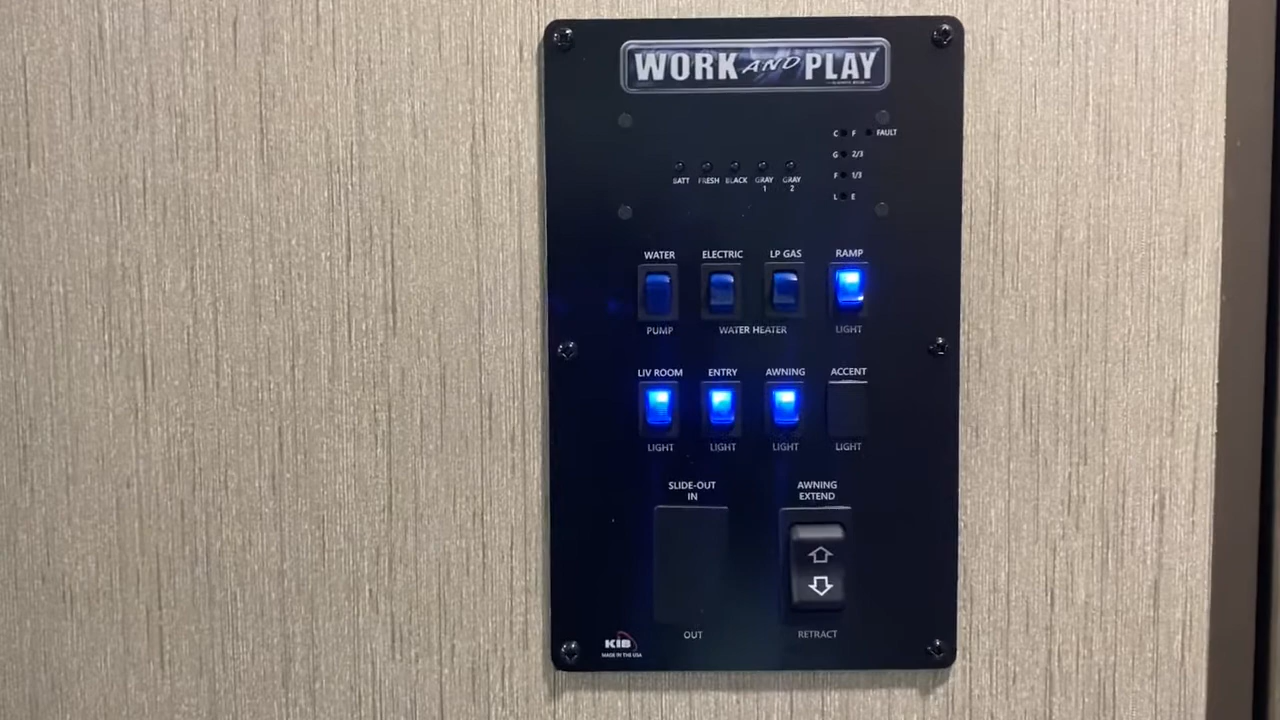 WORK AND PLAY
C F FAULT
G 2/3
F 1/3
L E
BATT FRESH BLACK GRAY 1 GRAY 2
WATER ELECTRIC LP GAS RAMP
PUMP WATER HEATER LIGHT
LIV ROOM ENTRY AWNING ACCENT
LIGHT LIGHT LIGHT LIGHT
SLIDE-OUT IN
AWNING EXTEND
OUT RETRACT
KIB
MADE IN THE USA